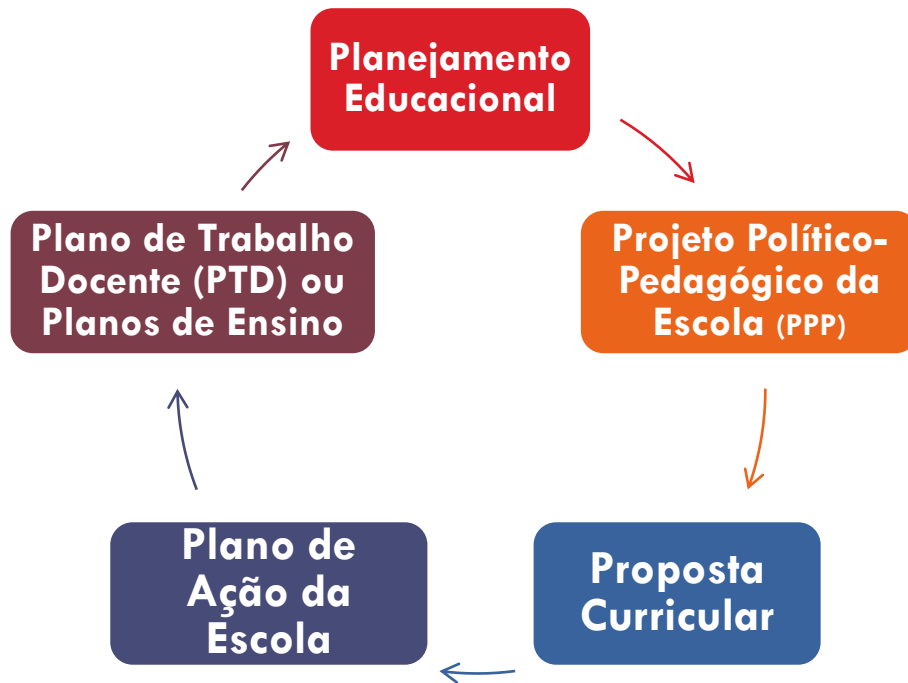 Planejamento
Educacional
Projeto Político-
Pedagógico da
Escola (PPP)
Proposta
Curricular
Plano de
Ação da
Escola
Plano de Trabalho
Docente (PTD) ou
Planos de Ensino